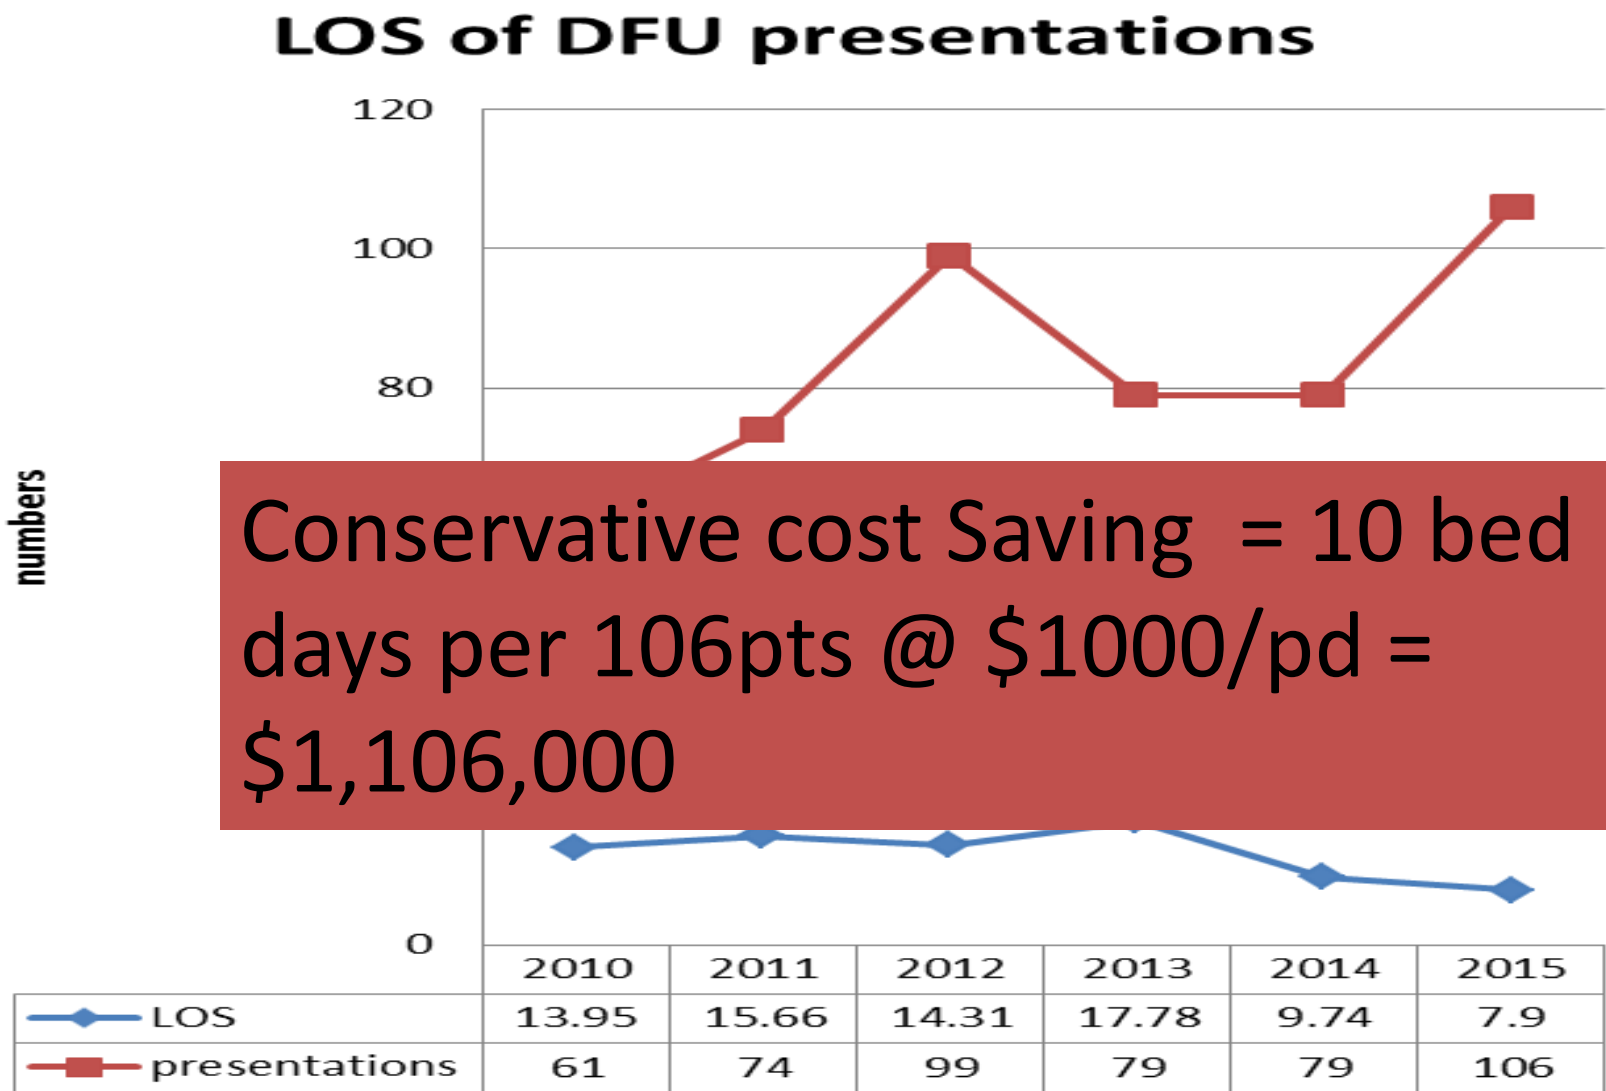 LOS of DFU presentations
120
100
80
numbers
Conservative cost Saving  = 10 bed
days per 106pts @ $1000/pd =
$1,106,000
0
2010 2011 2012 2013 2014 2015
LOS 13.95 15.66 14.31 17.78 9.74 7.9
presentations 61 74 99 79 79 106